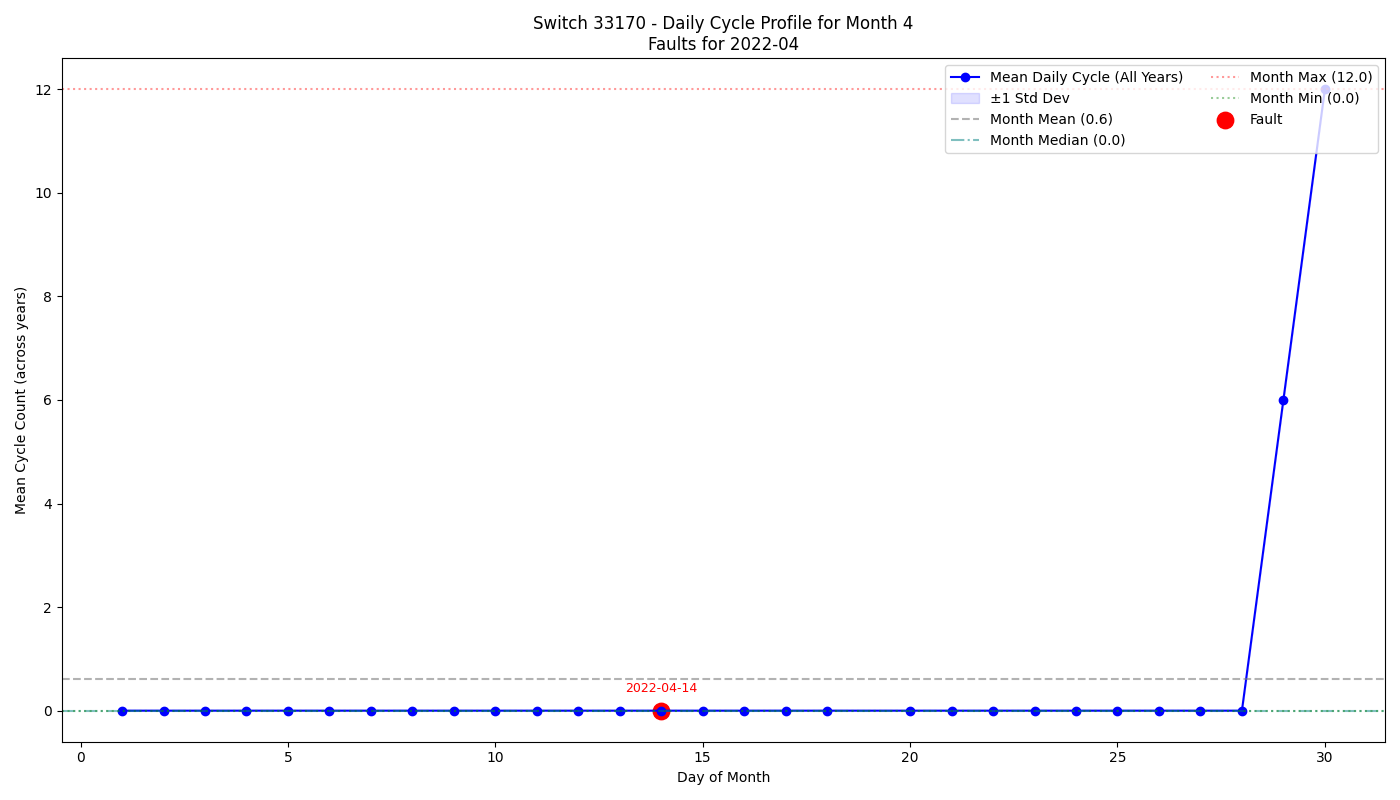 Switch 33170 - Daily Cycle Profile for Month 4
Faults for 2022-04
Mean Daily Cycle (All Years)
±1 Std Dev
Month Mean (0.6)
Month Median (0.0)
Month Max (12.0)
Month Min (0.0)
Fault
Mean Cycle Count (across years)
12
10
8
6
4
2
0
2022-04-14
0
5
10
15
20
25
30
Day of Month